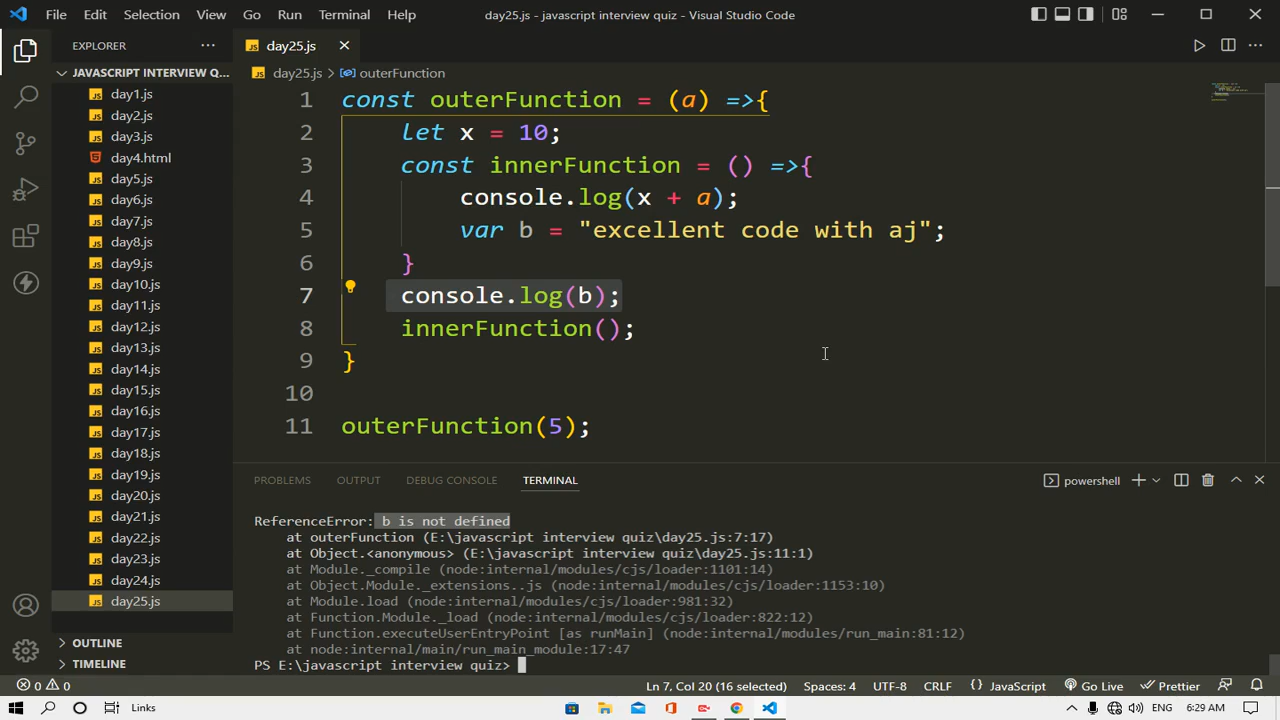 File Edit Selection View Go Run Terminal Help
day25.js - javascript interview quiz - Visual Studio Code
EXPLORER
JAVASCRIPT INTERVIEW Q...
day1.js
day2.js
day3.js
day4.html
day5.js
day6.js
day7.js
day8.js
day9.js
day10.js
day11.js
day12.js
day13.js
day14.js
day15.js
day16.js
day17.js
day18.js
day19.js
day20.js
day21.js
day22.js
day23.js
day24.js
day25.js
OUTLINE
TIMELINE
JS day25.js
JS day25.js > outerFunction
1 const outerFunction = (a) =>{
2 let x = 10;
3 const innerFunction = () =>{
4 console.log(x + a);
5 var b = "excellent code with aj";
6 }
7 console.log(b);
8 innerFunction();
9 }
10
11 outerFunction(5);
PROBLEMS OUTPUT DEBUG CONSOLE TERMINAL powershell
ReferenceError: b is not defined
at outerFunction (E:\javascript interview quiz\day25.js:7:17)
at Object.<anonymous> (E:\javascript interview quiz\day25.js:11:1)
at Module._compile (node:internal/modules/cjs/loader:1101:14)
at Object.Module._extensions..js (node:internal/modules/cjs/loader:1153:10)
at Module.load (node:internal/modules/cjs/loader:981:32)
at Function.Module._load (node:internal/modules/cjs/loader:822:12)
at Function.executeUserEntryPoint [as runMain] (node:internal/modules/run_main:81:12)
at node:internal/main/run_main_module:17:47
PS E:\javascript interview quiz>
0 0 Ln 7, Col 20 (16 selected) Spaces: 4 UTF-8 CRLF {} JavaScript Go Live Prettier
Links ENG 6:29 AM